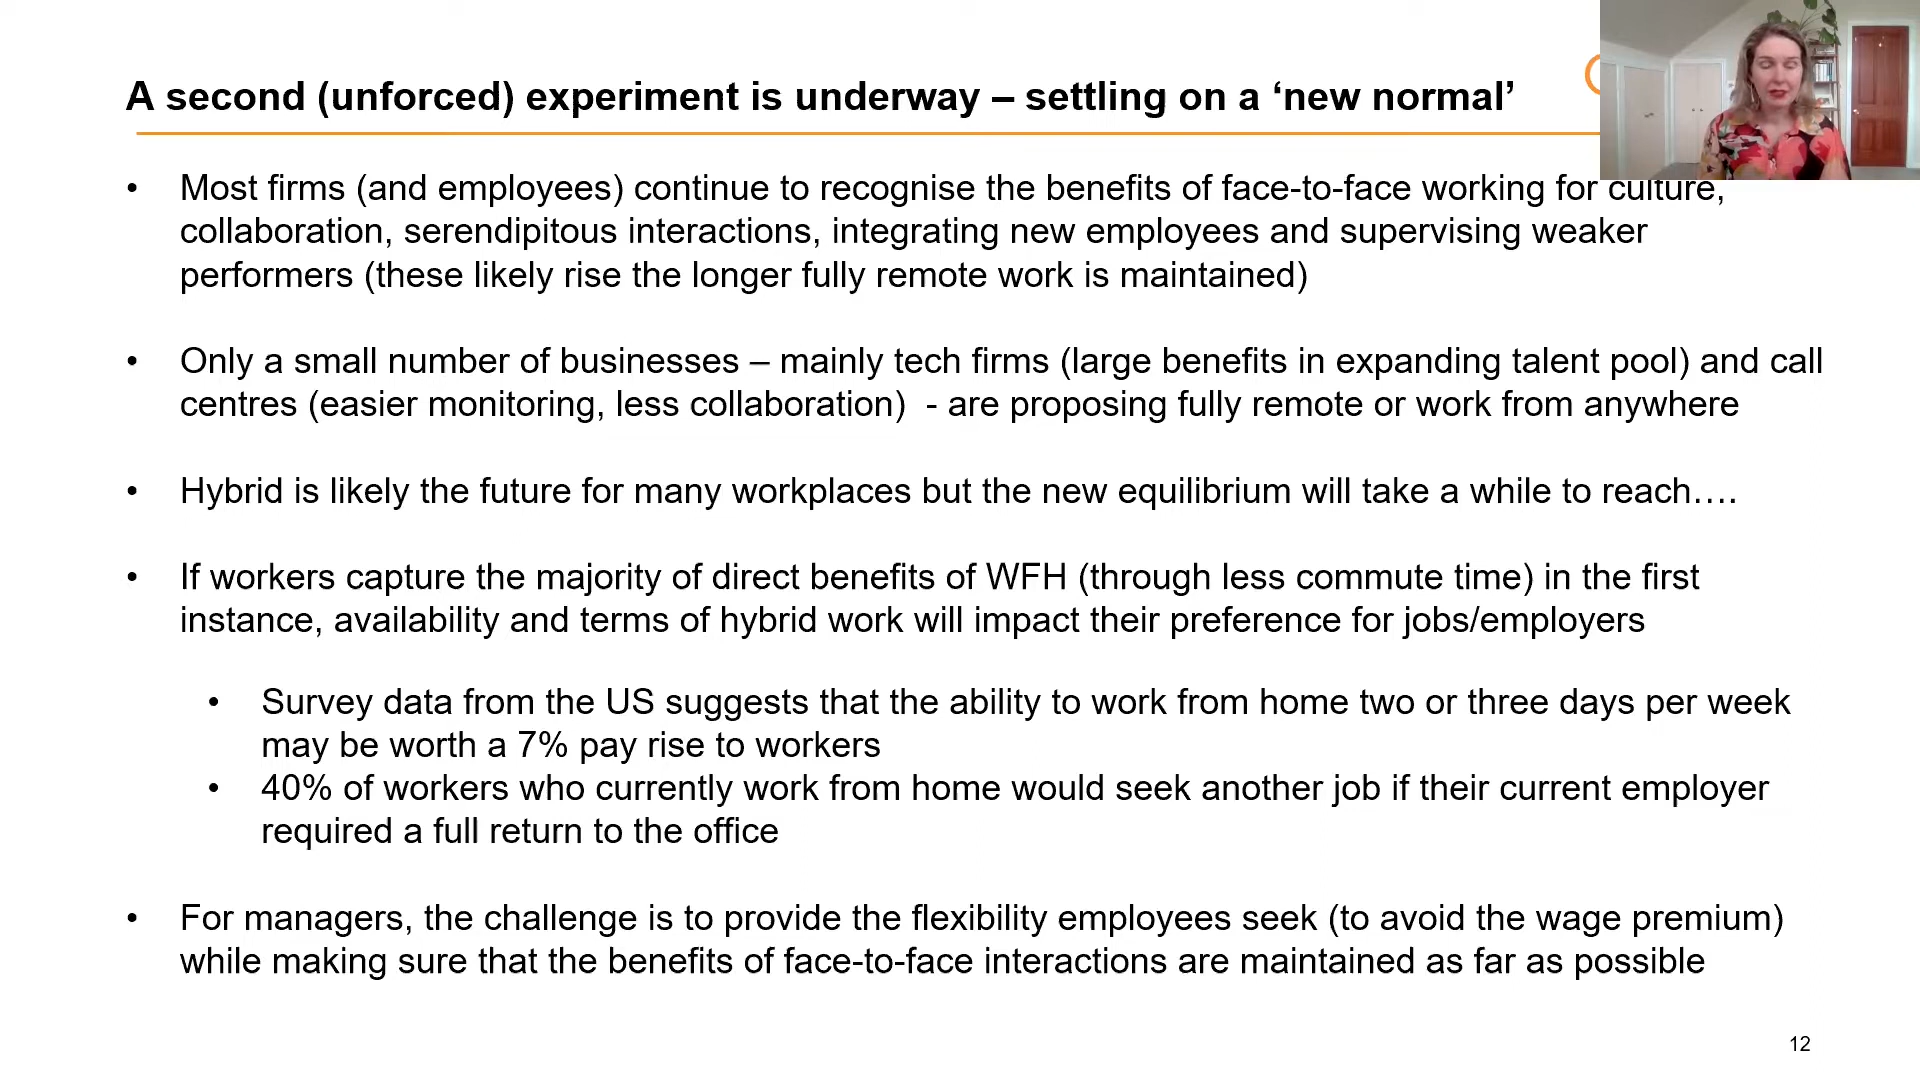 A second (unforced) experiment is underway – settling on a ‘new normal’
• Most firms (and employees) continue to recognise the benefits of face-to-face working for culture,
collaboration, serendipitous interactions, integrating new employees and supervising weaker
performers (these likely rise the longer fully remote work is maintained)
• Only a small number of businesses – mainly tech firms (large benefits in expanding talent pool) and call
centres (easier monitoring, less collaboration)  - are proposing fully remote or work from anywhere
• Hybrid is likely the future for many workplaces but the new equilibrium will take a while to reach….
• If workers capture the majority of direct benefits of WFH (through less commute time) in the first
instance, availability and terms of hybrid work will impact their preference for jobs/employers
• Survey data from the US suggests that the ability to work from home two or three days per week
may be worth a 7% pay rise to workers
• 40% of workers who currently work from home would seek another job if their current employer
required a full return to the office
• For managers, the challenge is to provide the flexibility employees seek (to avoid the wage premium)
while making sure that the benefits of face-to-face interactions are maintained as far as possible
12